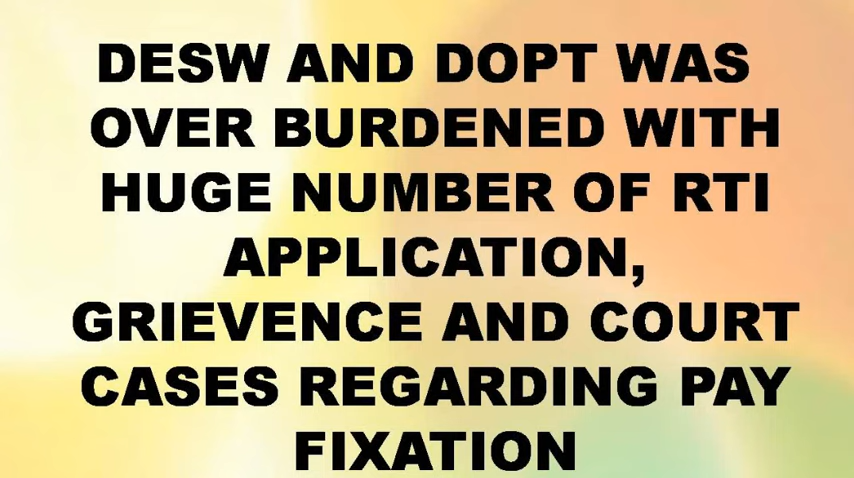 DESW AND DOPT WAS
OVER BURDENED WITH
HUGE NUMBER OF RTI
APPLICATION,
GRIEVENCE AND COURT
CASES REGARDING PAY
FIXATION